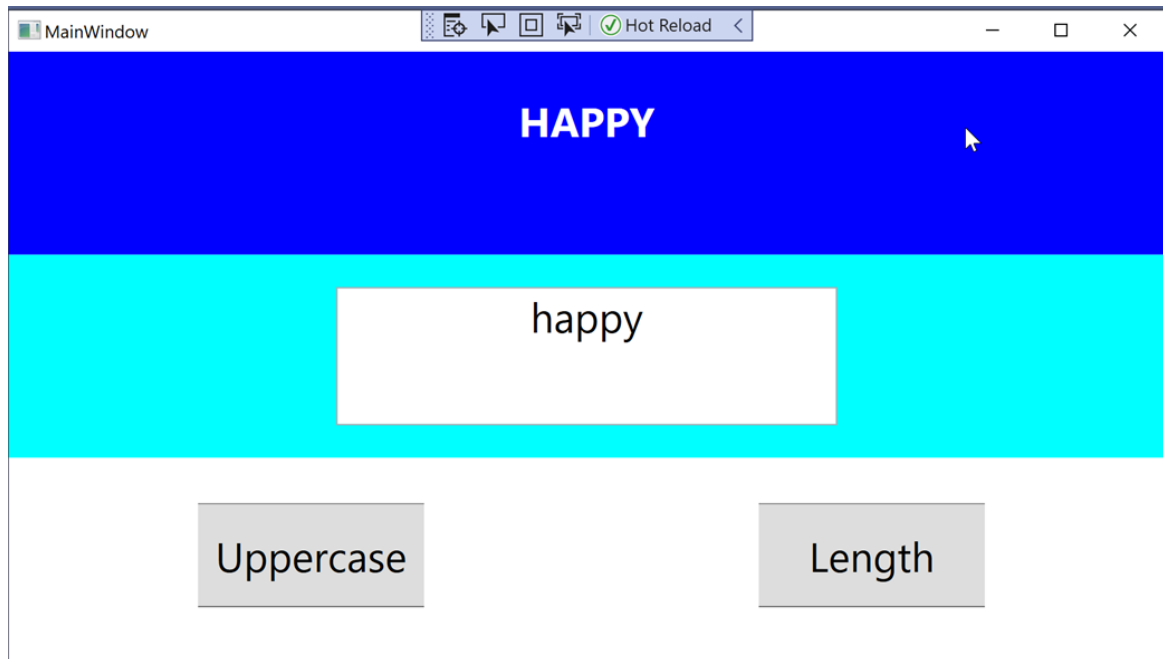 MainWindow
Hot Reload
HAPPY
happy
Uppercase
Length